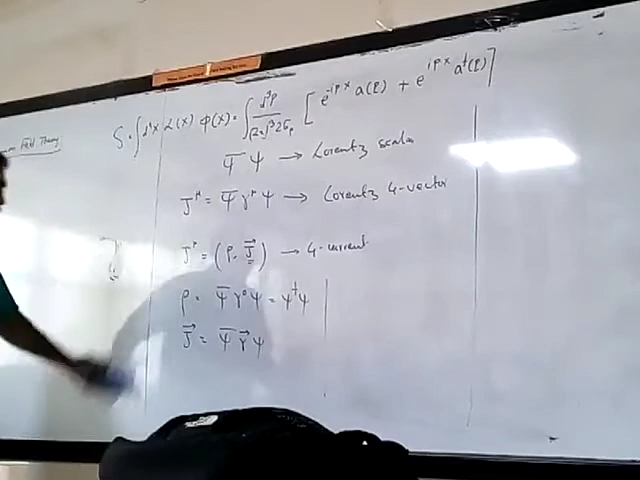 Field Theory
S = ∫ d⁴x ℒ(x) φ(x) = ∫ d³p / (2π)³ 2E_p [ e^{-ipx} a(p) + e^{ipx} a†(p) ]
ψ̄ ψ → Lorentz scalar
J^μ = ψ̄ γ^μ ψ → Lorentz 4-vector
J^μ = (ρ, J⃗) → 4-current
ρ = ψ̄ γ⁰ ψ = ψ†ψ
J⃗ = ψ̄ γ⃗ ψ